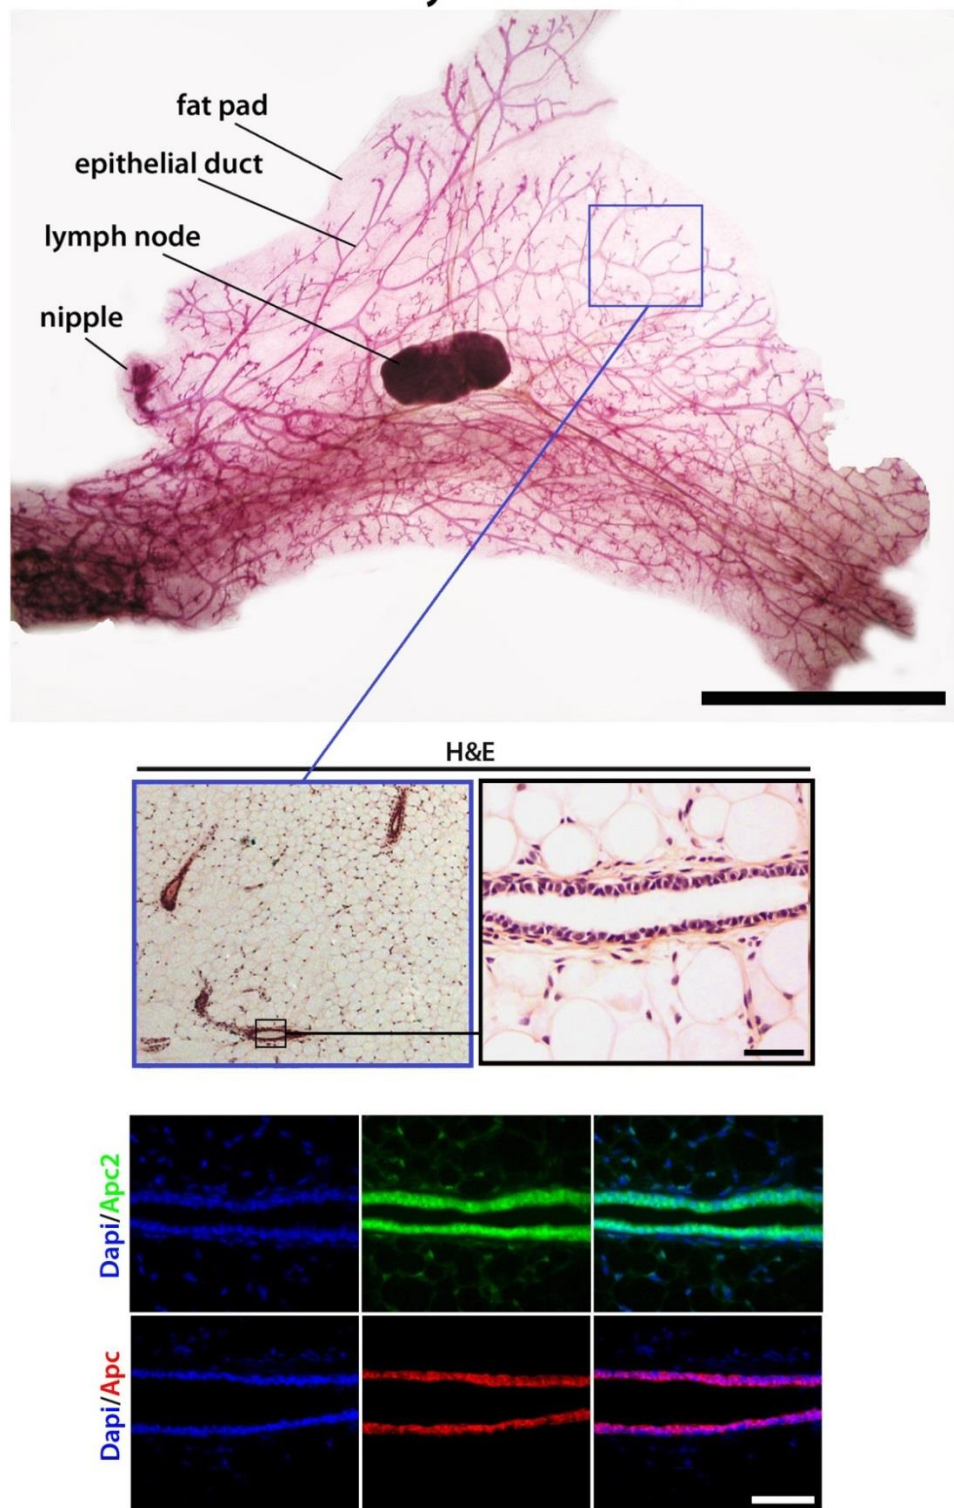 fat pad
epithelial duct
lymph node
nipple
H&E
Dapi/Apc2
Dapi/Apc